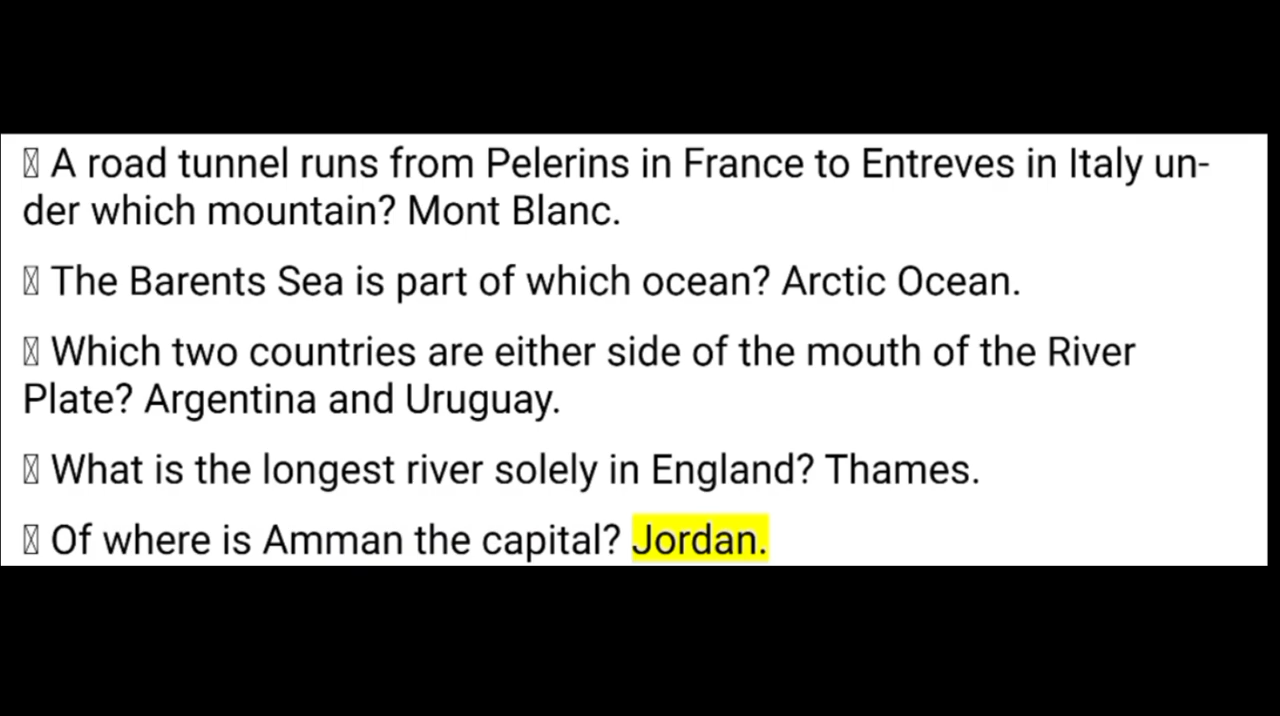 A road tunnel runs from Pelerins in France to Entreves in Italy un-
der which mountain? Mont Blanc.
The Barents Sea is part of which ocean? Arctic Ocean.
Which two countries are either side of the mouth of the River
Plate? Argentina and Uruguay.
What is the longest river solely in England? Thames.
Of where is Amman the capital? Jordan.